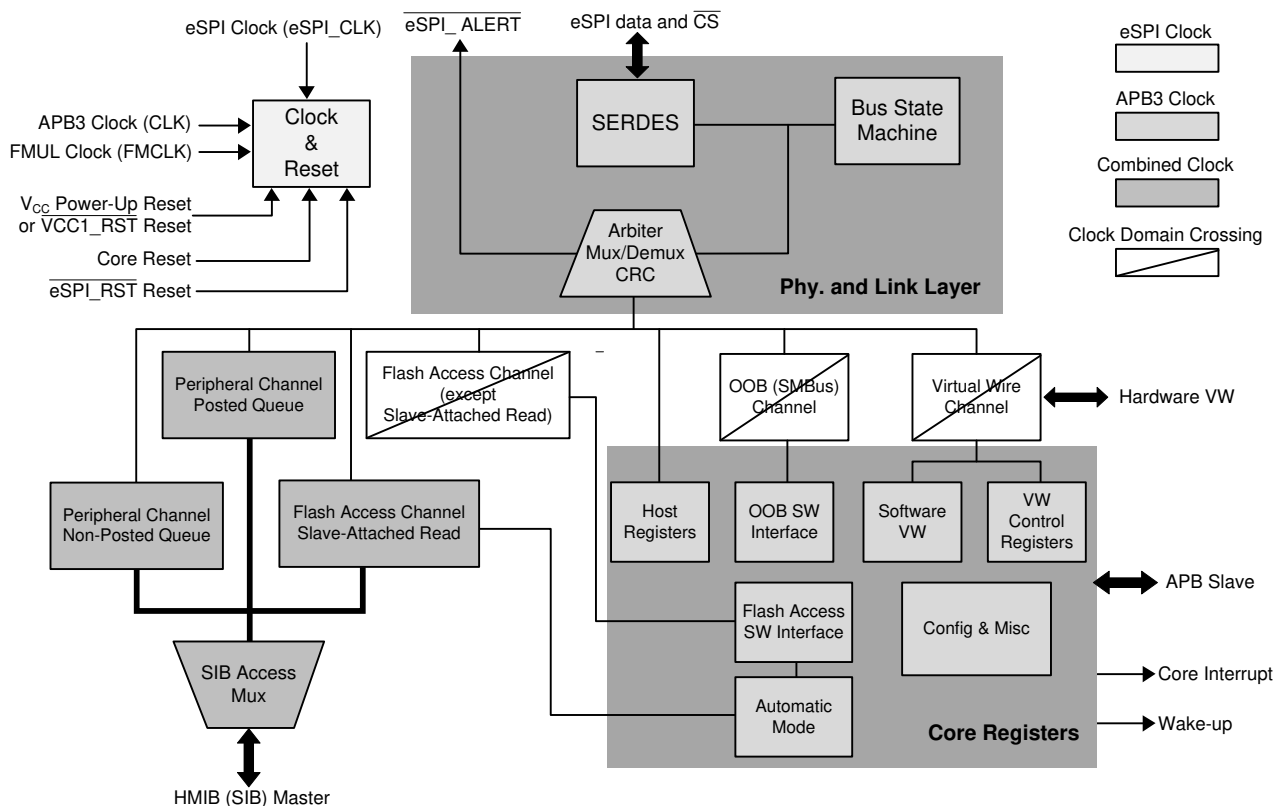 eSPI Clock (eSPI_CLK)
eSPI_ ALERT
eSPI data and CS
eSPI Clock
APB3 Clock
Combined Clock
Clock Domain Crossing
APB3 Clock (CLK)
FMUL Clock (FMCLK)
Clock
&
Reset
VCC Power-Up Reset
or VCC1_RST Reset
Core Reset
eSPI_RST Reset
SERDES
Bus State
Machine
Arbiter
Mux/Demux
CRC
Phy. and Link Layer
Peripheral Channel
Posted Queue
Flash Access Channel
(except
Slave-Attached Read)
OOB (SMBus)
Channel
Virtual Wire
Channel
Hardware VW
Peripheral Channel
Non-Posted Queue
Flash Access Channel
Slave-Attached Read
Host
Registers
OOB SW
Interface
Software
VW
VW
Control
Registers
APB Slave
Flash Access
SW Interface
Config & Misc
SIB Access
Mux
Automatic
Mode
Core Registers
Core Interrupt
Wake-up
HMIB (SIB) Master